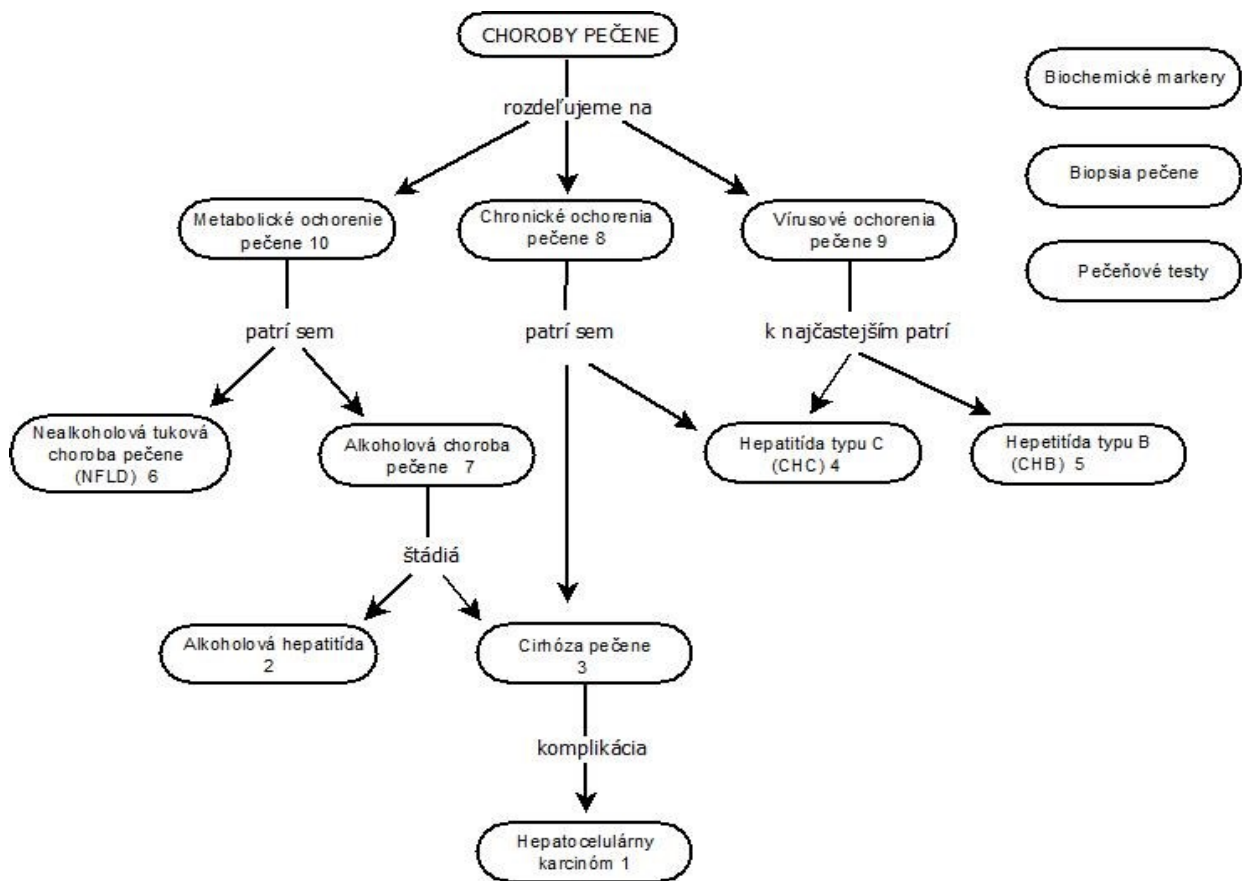 CHOROBY PEČENE
Biochemické markery
rozdeľujeme na
Biopsia pečene
Metabolické ochorenie
pečene 10
Chronické ochorenia
pečene 8
Vírusové ochorenia
pečene 9
Pečeňové testy
patrí sem
patrí sem
k najčastejším patrí
Nealkoholová tuková
choroba pečene
(NFLD) 6
Alkoholová choroba
pečene 7
Hepatitída typu C
(CHC) 4
Hepetitída typu B
(CHB) 5
štádiá
Alkoholová hepatitída
2
Cirhóza pečene
3
komplikácia
Hepatocelulárny
karcinóm 1